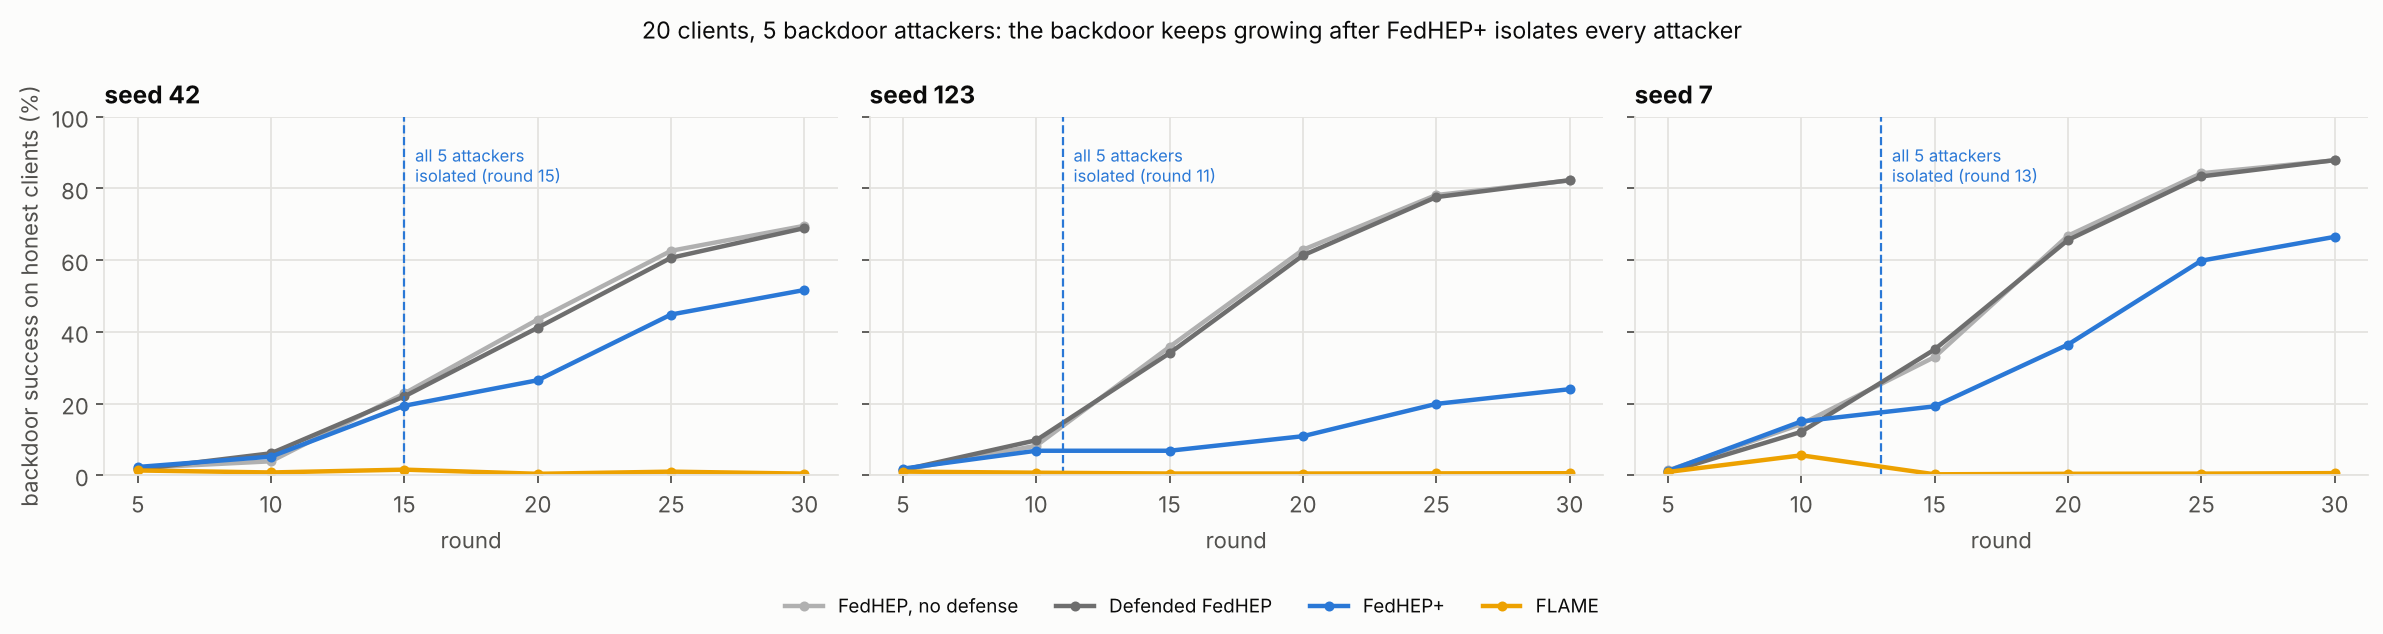 20 clients, 5 backdoor attackers: the backdoor keeps growing after FedHEP+ isolates every attacker
backdoor success on honest clients (%)
seed 42
100
80
60
40
20
0
all 5 attackers
isolated (round 15)
5 10 15 20 25 30
round
seed 123
all 5 attackers
isolated (round 11)
5 10 15 20 25 30
round
seed 7
all 5 attackers
isolated (round 13)
5 10 15 20 25 30
round
FedHEP, no defense Defended FedHEP FedHEP+ FLAME